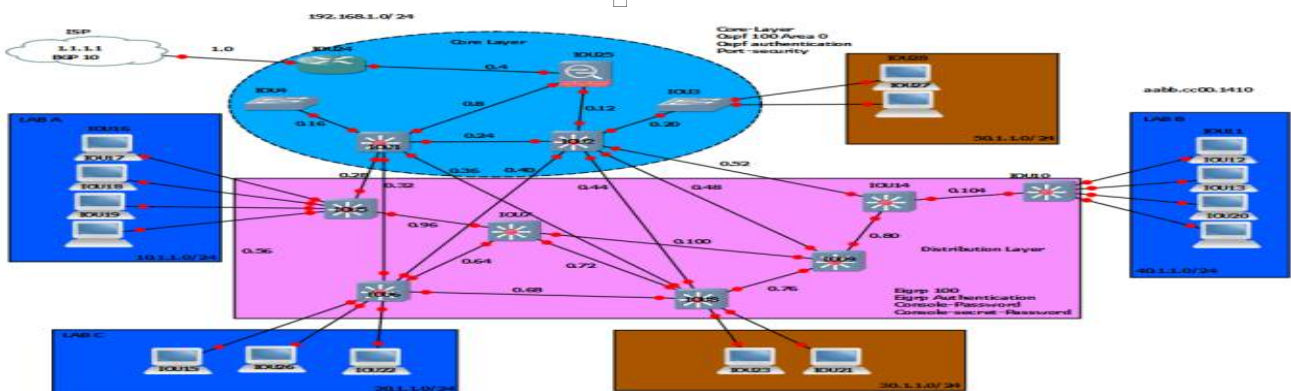 192.168.1.0/24
ISP
1.1.1.1
BGP 10
1.0
IOU24
Core Layer
0.4
IOU25
Core-Layer
Ospf 100 Area 0
Ospf authentication
Port-security
IOU4
0.16
0.8
0.12
IOU3
0.20
IOU28
IOU27
50.1.1.0/24
aabb.cc00.1410
LAB A
IOU16
IOU17
IOU18
IOU19
10.1.1.0/24
IOU1
0.24
IOU2
0.28
0.32
0.36
0.40
0.44
0.48
0.52
IOU14
0.104
IOU10
LAB B
IOU11
IOU12
IOU13
IOU20
40.1.1.0/24
IOU5
0.96
IOU7
0.100
0.80
0.56
0.64
0.72
IOU9
Distribution Layer
0.76
IOU6
0.68
IOU8
Eigrp 100
Eigrp Authentication
Console-Password
Console-secret-Password
LAB C
IOU15
IOU26
IOU22
IOU23
IOU21
30.1.1.0/24